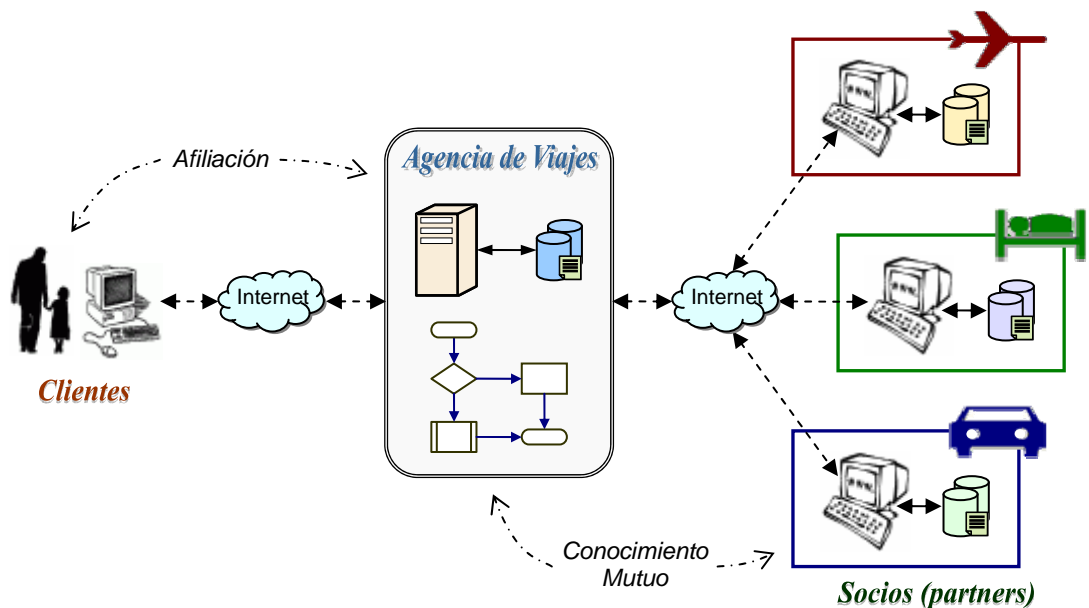 Afiliación
Agencia de Viajes
Internet
Internet
Clientes
Conocimiento
Mutuo
Socios (partners)